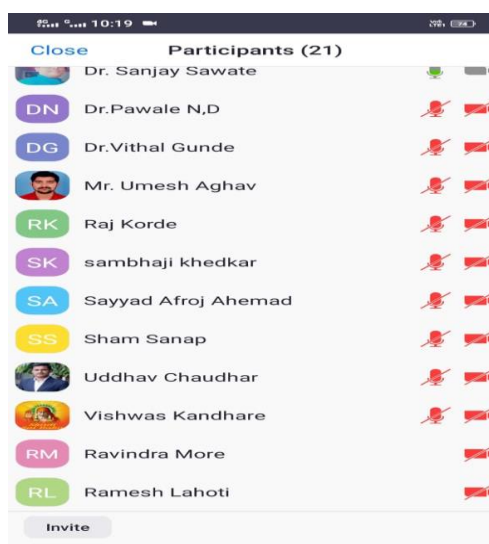 10:19
Close Participants (21)
Dr. Sanjay Sawate
DN Dr.Pawale N,D
DG Dr.Vithal Gunde
Mr. Umesh Aghav
RK Raj Korde
SK sambhaji khedkar
SA Sayyad Afroj Ahemad
SS Sham Sanap
Uddhav Chaudhar
Vishwas Kandhare
RM Ravindra More
RL Ramesh Lahoti
Invite